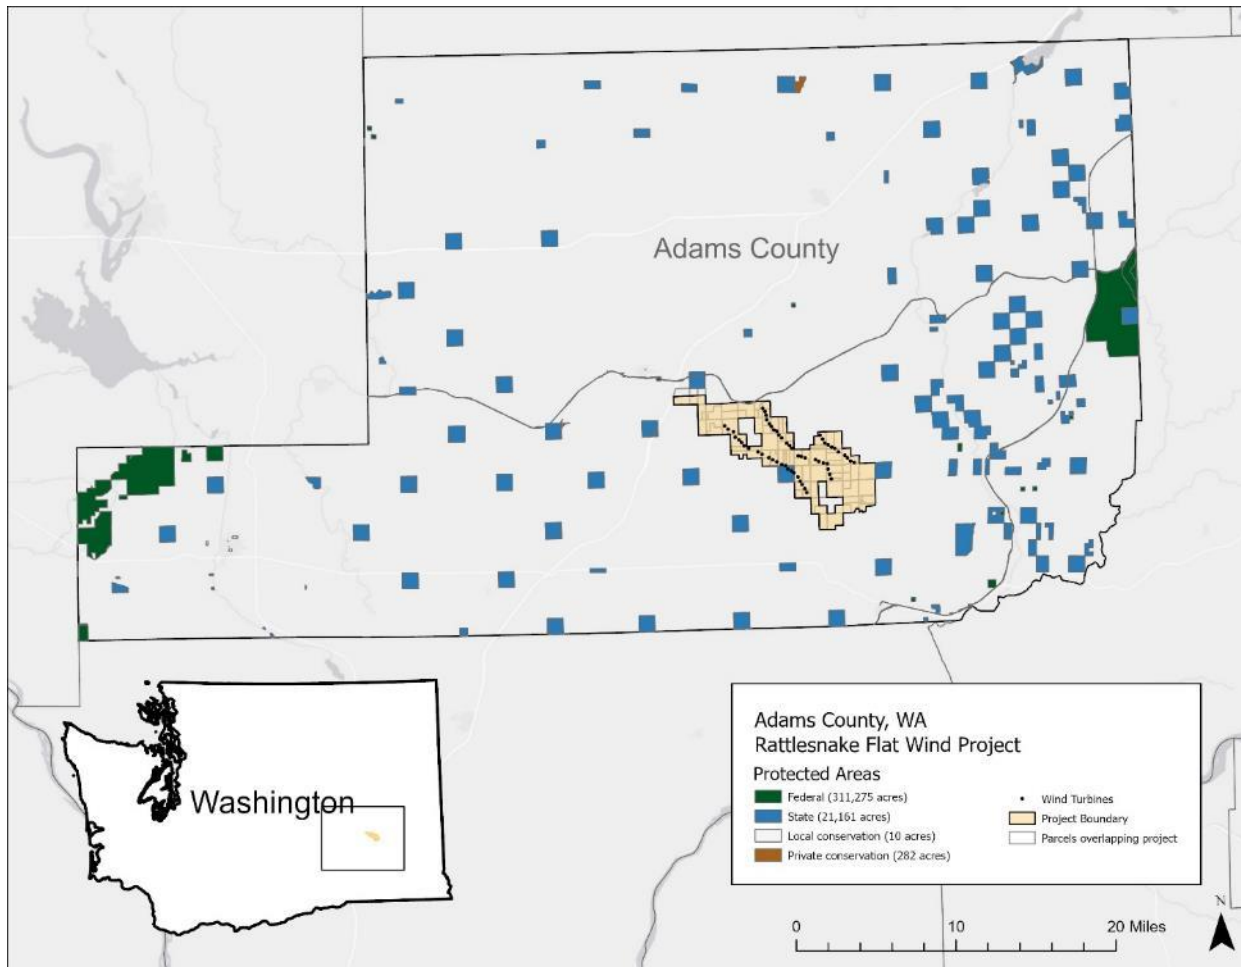 Adams County
Washington
Adams County, WA
Rattlesnake Flat Wind Project
Protected Areas
Federal (311,275 acres)
State (21,161 acres)
Local conservation (10 acres)
Private conservation (282 acres)
Wind Turbines
Project Boundary
Parcels overlapping project
N
0 10 20 Miles